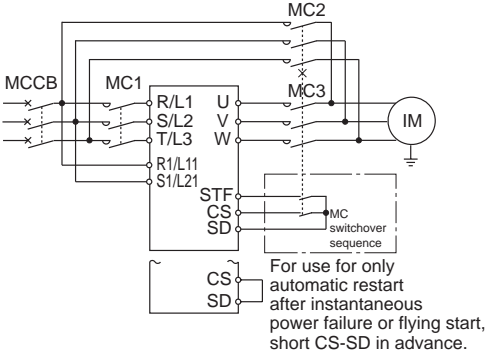 MC2
MCCB MC1 MC3
R/L1 U
S/L2 V IM
T/L3 W
R1/L11
S1/L21
STF
CS MC
SD switchover
sequence
CS
SD
For use for only
automatic restart
after instantaneous
power failure or flying start,
short CS-SD in advance.